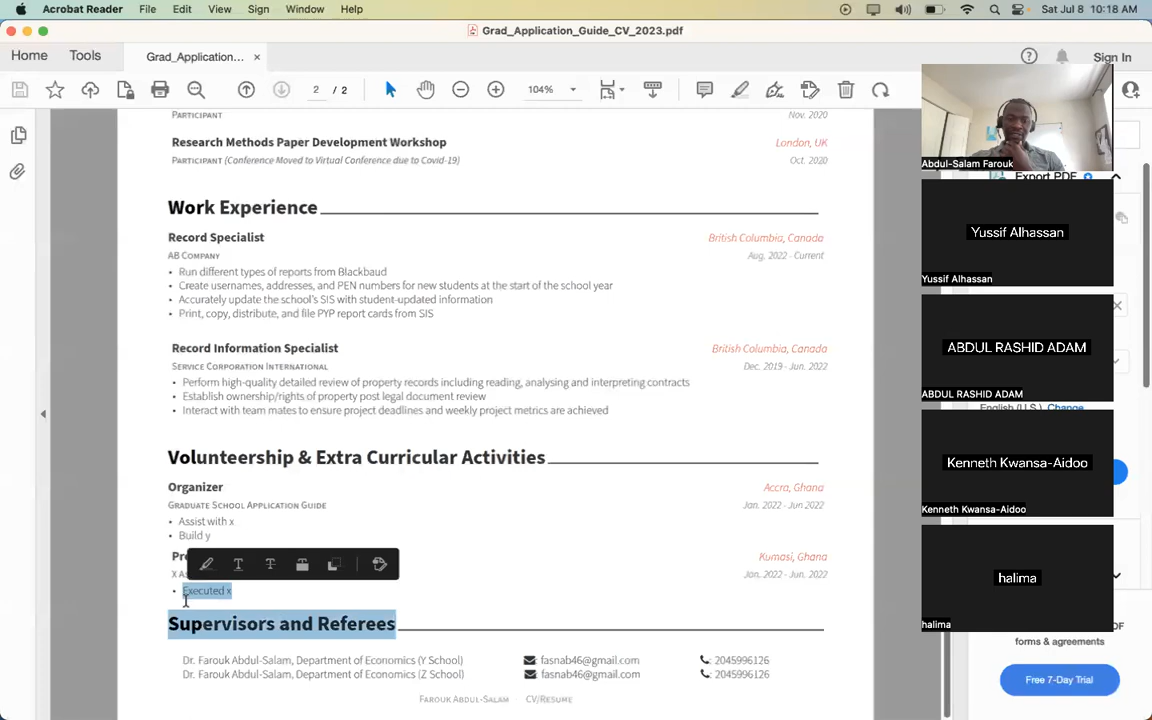 Acrobat Reader File Edit View Sign Window Help Sat Jul 8 10:18 AM
Grad_Application_Guide_CV_2023.pdf
Home Tools Grad_Application... × Sign In
2 / 2 104%
PARTICIPANT Nov. 2020
Research Methods Paper Development Workshop London, UK
PARTICIPANT (Conference Moved to Virtual Conference due to Covid-19) Oct. 2020
Work Experience
Record Specialist British Columbia, Canada
AB COMPANY Aug, 2022 - Current
• Run different types of reports from Blackbaud
• Create usernames, addresses, and PEN numbers for new students at the start of the school year
• Accurately update the school's SIS with student-updated information
• Print, copy, distribute, and file PYP report cards from SIS
Record Information Specialist British Columbia, Canada
SERVICE CORPORATION INTERNATIONAL Dec. 2019 - Jun. 2022
• Perform high-quality detailed review of property records including reading, analysing and interpreting contracts
• Establish ownership/rights of property post legal document review
• Interact with team mates to ensure project deadlines and weekly project metrics are achieved
Volunteership & Extra Curricular Activities
Organizer Accra, Ghana
GRADUATE SCHOOL APPLICATION GUIDE Jan. 2022 - Jun 2022
• Assist with x
• Build y
Pre Kumasi, Ghana
X As Jan. 2022 - Jun. 2022
• Executed x
Supervisors and Referees
Dr. Farouk Abdul-Salam, Department of Economics (Y School) : fasnab46@gmail.com : 2045996126
Dr. Farouk Abdul-Salam, Department of Economics (Z School) : fasnab46@gmail.com : 2045996126
FAROUK ABDUL-SALAM · CV/RESUME
Abdul-Salam Farouk
Export PDF
Yussif Alhassan
Yussif Alhassan
ABDUL RASHID ADAM
ABDUL RASHID ADAM
English (U.S.) Change
Kenneth Kwansa-Aidoo
Kenneth Kwansa-Aidoo
halima
halima
forms & agreements
Free 7-Day Trial